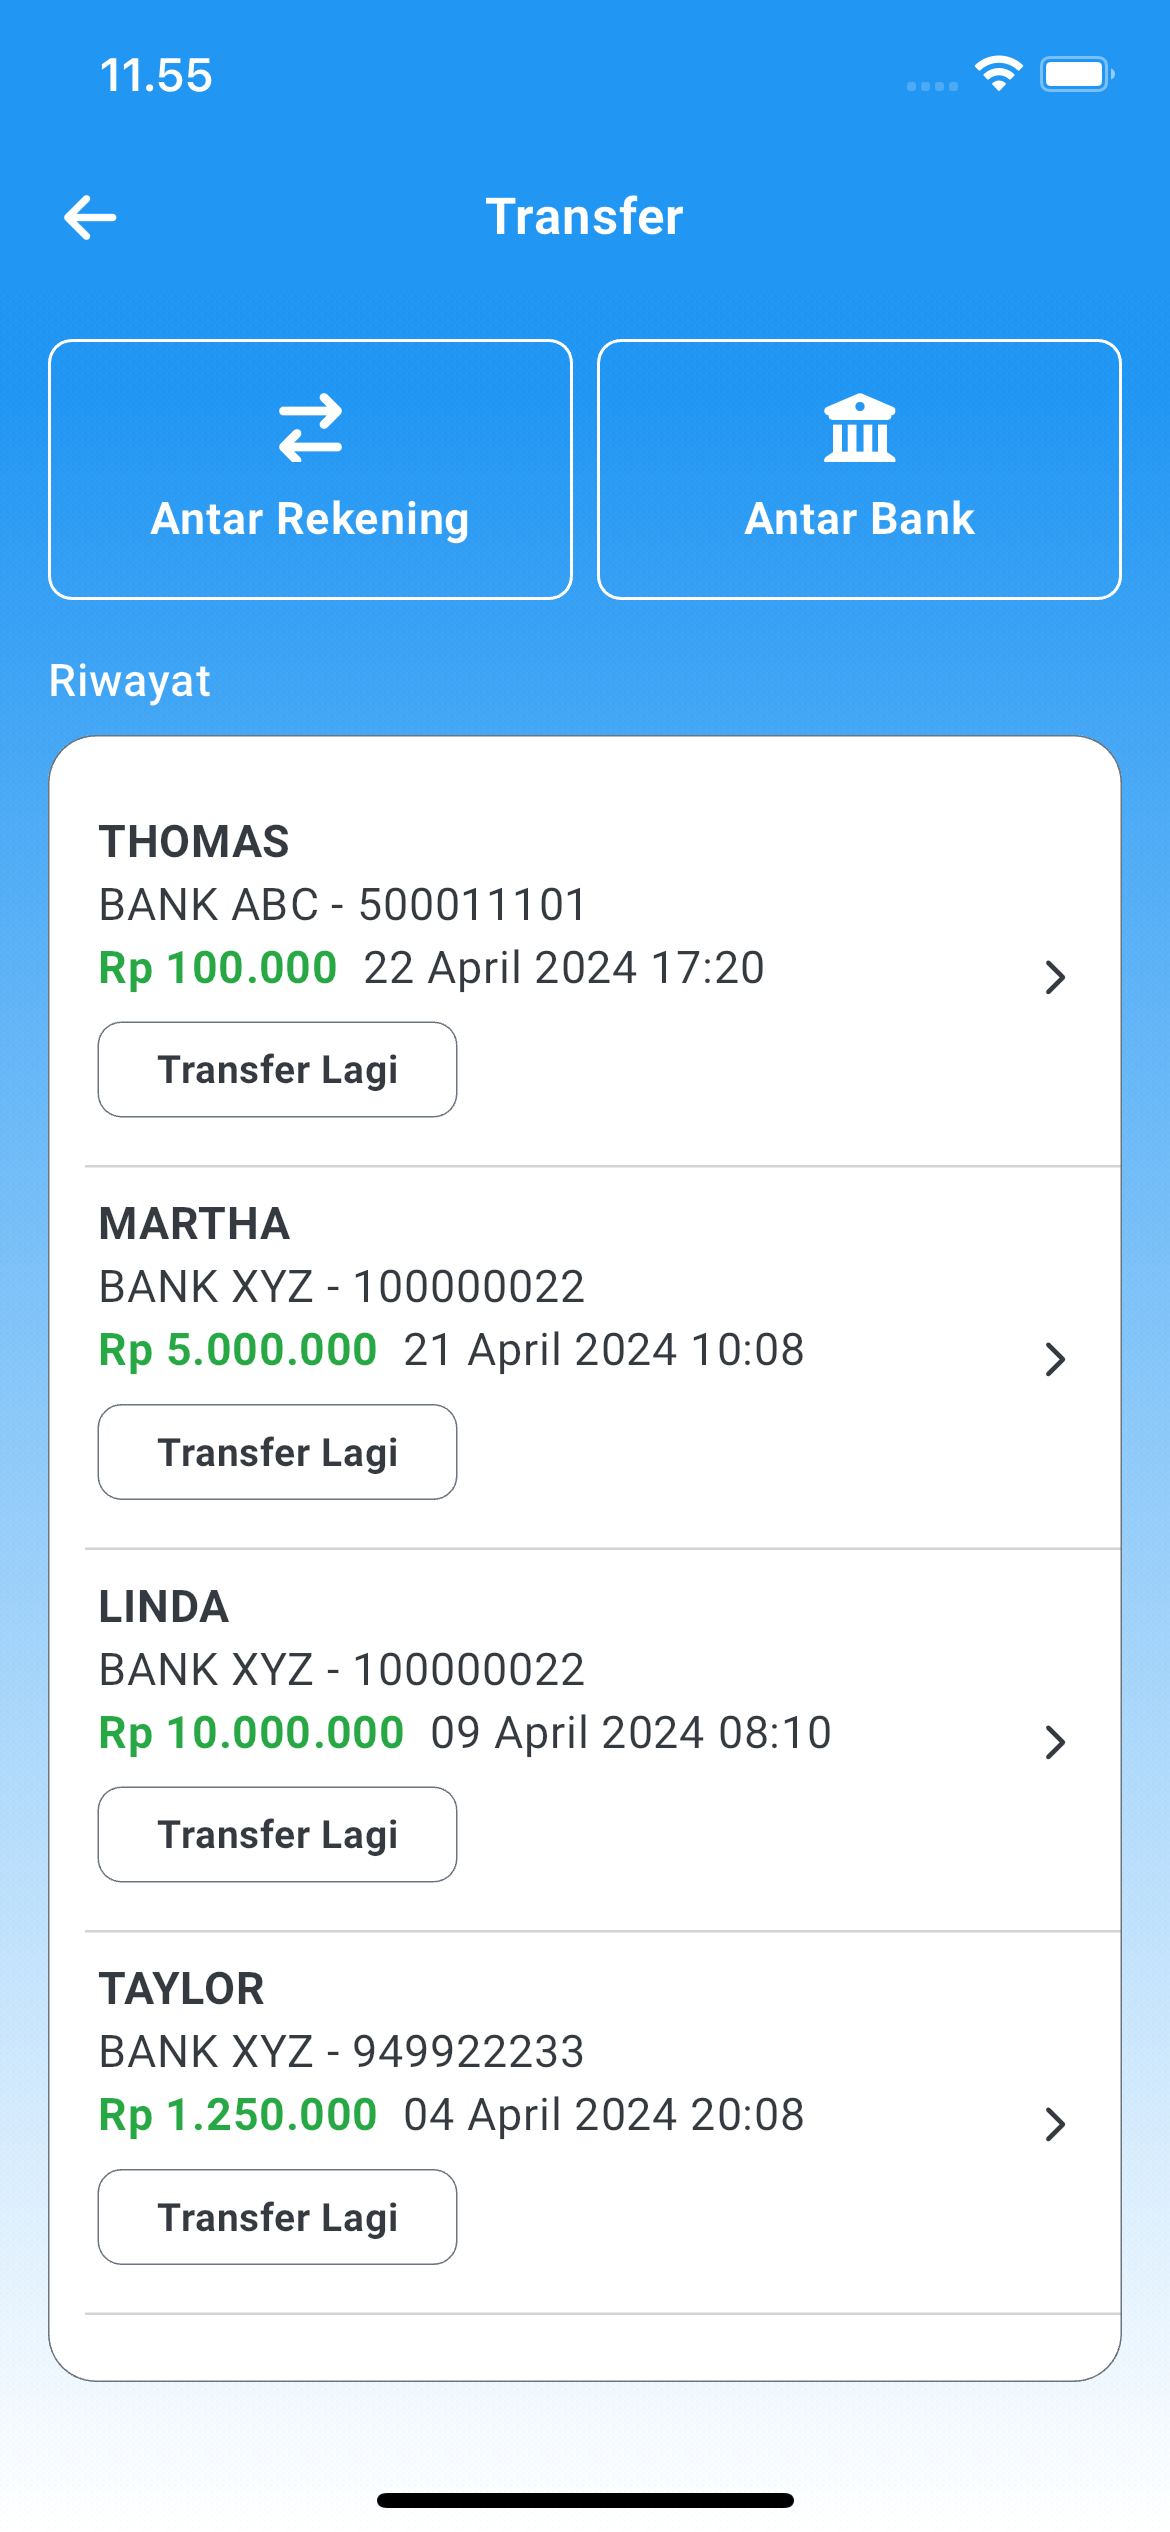 11.55
Transfer
Antar Rekening
Antar Bank
Riwayat
THOMAS
BANK ABC - 500011101
Rp 100.000 22 April 2024 17:20
Transfer Lagi
MARTHA
BANK XYZ - 100000022
Rp 5.000.000 21 April 2024 10:08
Transfer Lagi
LINDA
BANK XYZ - 100000022
Rp 10.000.000 09 April 2024 08:10
Transfer Lagi
TAYLOR
BANK XYZ - 949922233
Rp 1.250.000 04 April 2024 20:08
Transfer Lagi